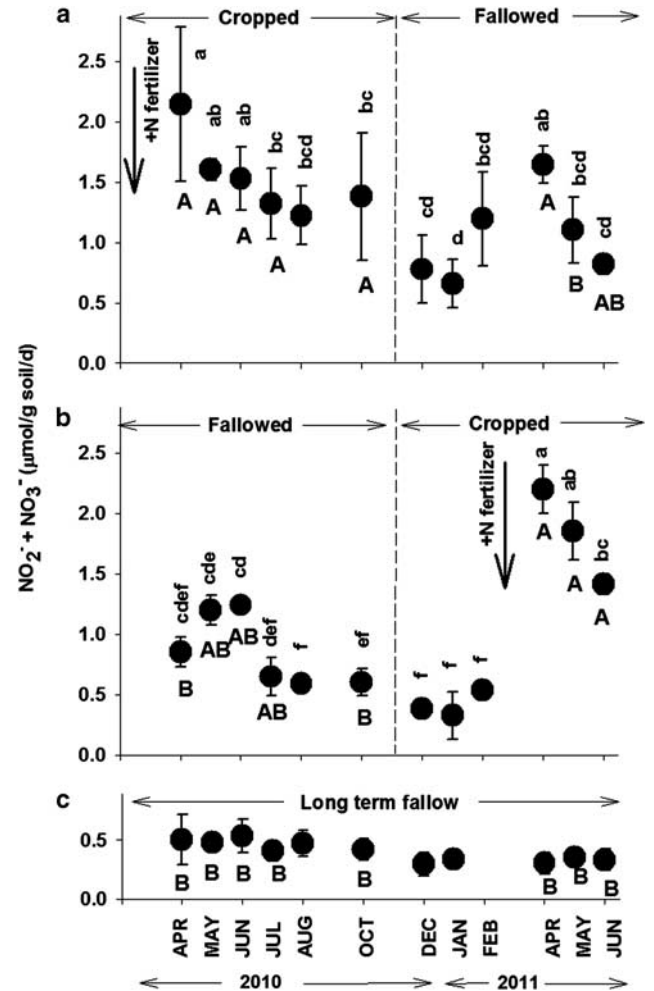 a
Cropped
Fallowed
+N fertilizer
2.5
2.0
1.5
1.0
0.5
0.0
a
ab
ab
bc
bcd
bc
cd
d
bcd
ab
bcd
cd
A
A
A
A
A
A
B
AB
NO₂⁻ + NO₃⁻ (µmol/g soil/d)
b
Fallowed
Cropped
+N fertilizer
2.5
2.0
1.5
1.0
0.5
0.0
cdef
cde
cd
def
f
ef
f
f
f
a
ab
bc
B
AB
AB
AB
B
A
A
A
c
Long term fallow
0.5
0.0
B
B
B
B
B
B
B
B
APR
MAY
JUN
JUL
AUG
OCT
DEC
JAN
FEB
APR
MAY
JUN
2010
2011